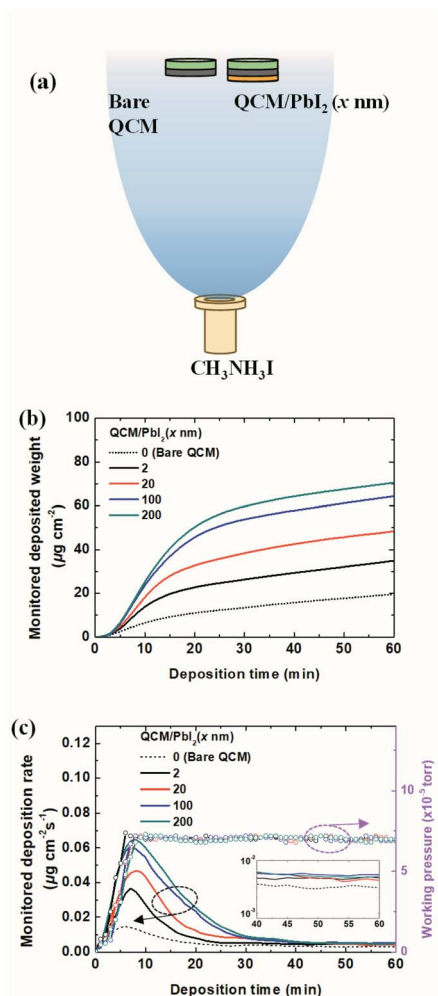 (a)
Bare
QCM
QCM/PbI₂ (x nm)
CH₃NH₃I
(b)
100
80
60
40
20
0
QCM/PbI₂(x nm)
0 (Bare QCM)
2
20
100
200
Monitored deposited weight
(μg cm⁻²)
0 10 20 30 40 50 60
Deposition time (min)
(c)
0.12
0.10
0.08
0.06
0.04
0.02
0.00
QCM/PbI₂(x nm)
0 (Bare QCM)
2
20
100
200
Monitored deposition rate
(μg cm⁻²s⁻¹)
10
5
0
Working pressure (x10⁻⁵ torr)
10⁻²
10⁻³
40 45 50 55 60
0 10 20 30 40 50 60
Deposition time (min)